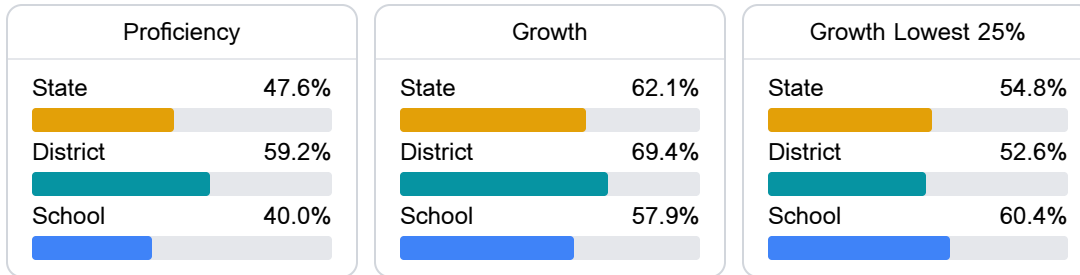 Proficiency
State 47.6%
District 59.2%
School 40.0%
Growth
State 62.1%
District 69.4%
School 57.9%
Growth Lowest 25%
State 54.8%
District 52.6%
School 60.4%